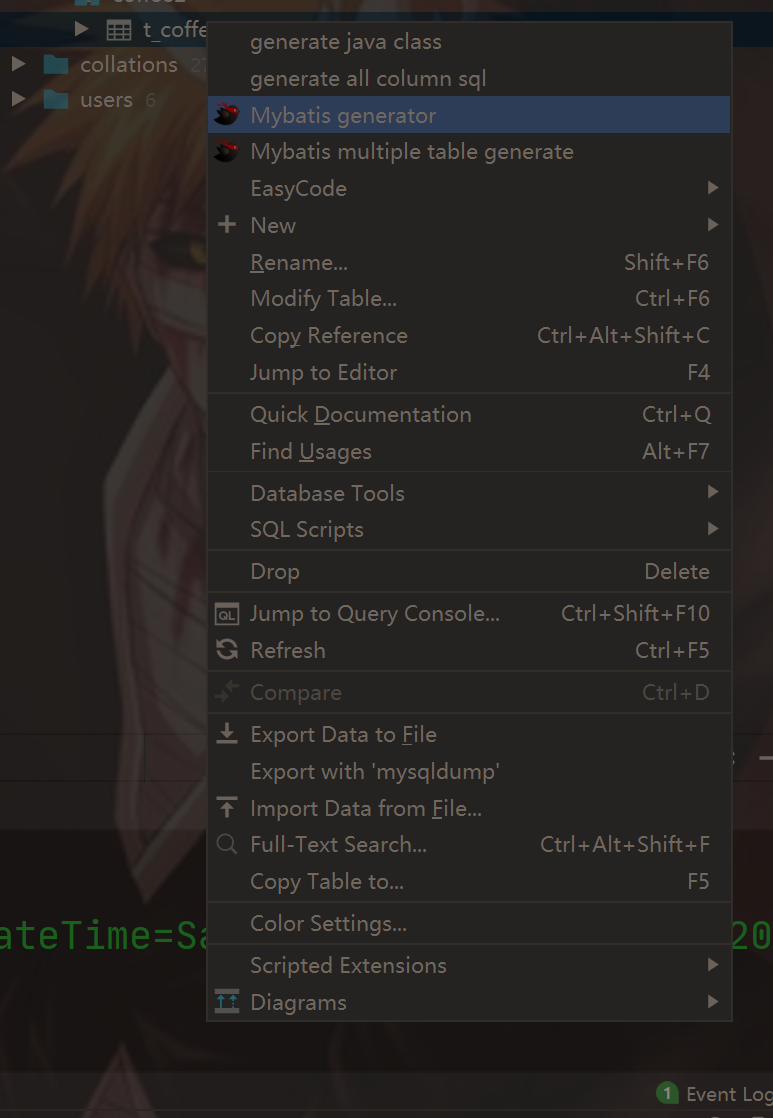 t_coffe
collations 27
users 6
generate java class
generate all column sql
Mybatis generator
Mybatis multiple table generate
EasyCode
New
Rename... Shift+F6
Modify Table... Ctrl+F6
Copy Reference Ctrl+Alt+Shift+C
Jump to Editor F4
Quick Documentation Ctrl+Q
Find Usages Alt+F7
Database Tools
SQL Scripts
Drop Delete
QL Jump to Query Console... Ctrl+Shift+F10
Refresh Ctrl+F5
Compare Ctrl+D
Export Data to File
Export with 'mysqldump'
Import Data from File...
Full-Text Search... Ctrl+Alt+Shift+F
Copy Table to... F5
Color Settings...
ateTime=Sa 20
Scripted Extensions
Diagrams
1 Event Log